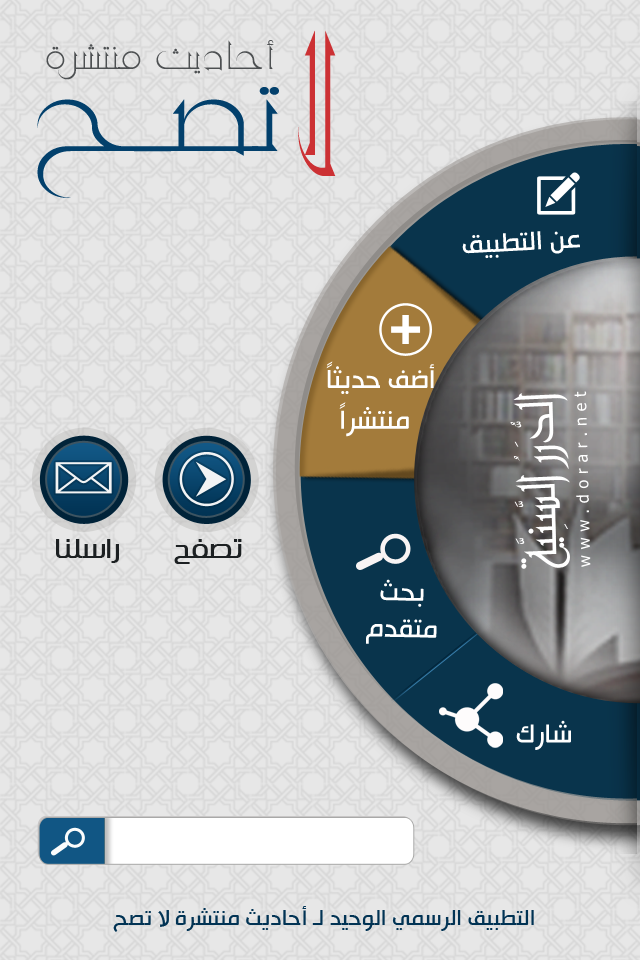 أحاديث منتشرة
لا تصح
عن التطبيق
أضف حديثاً
منتشراً
الدرر السنية
www.dorar.net
تصفح
راسلنا
بحث
متقدم
شارك
التطبيق الرسمي الوحيد لـ أحاديث منتشرة لا تصح